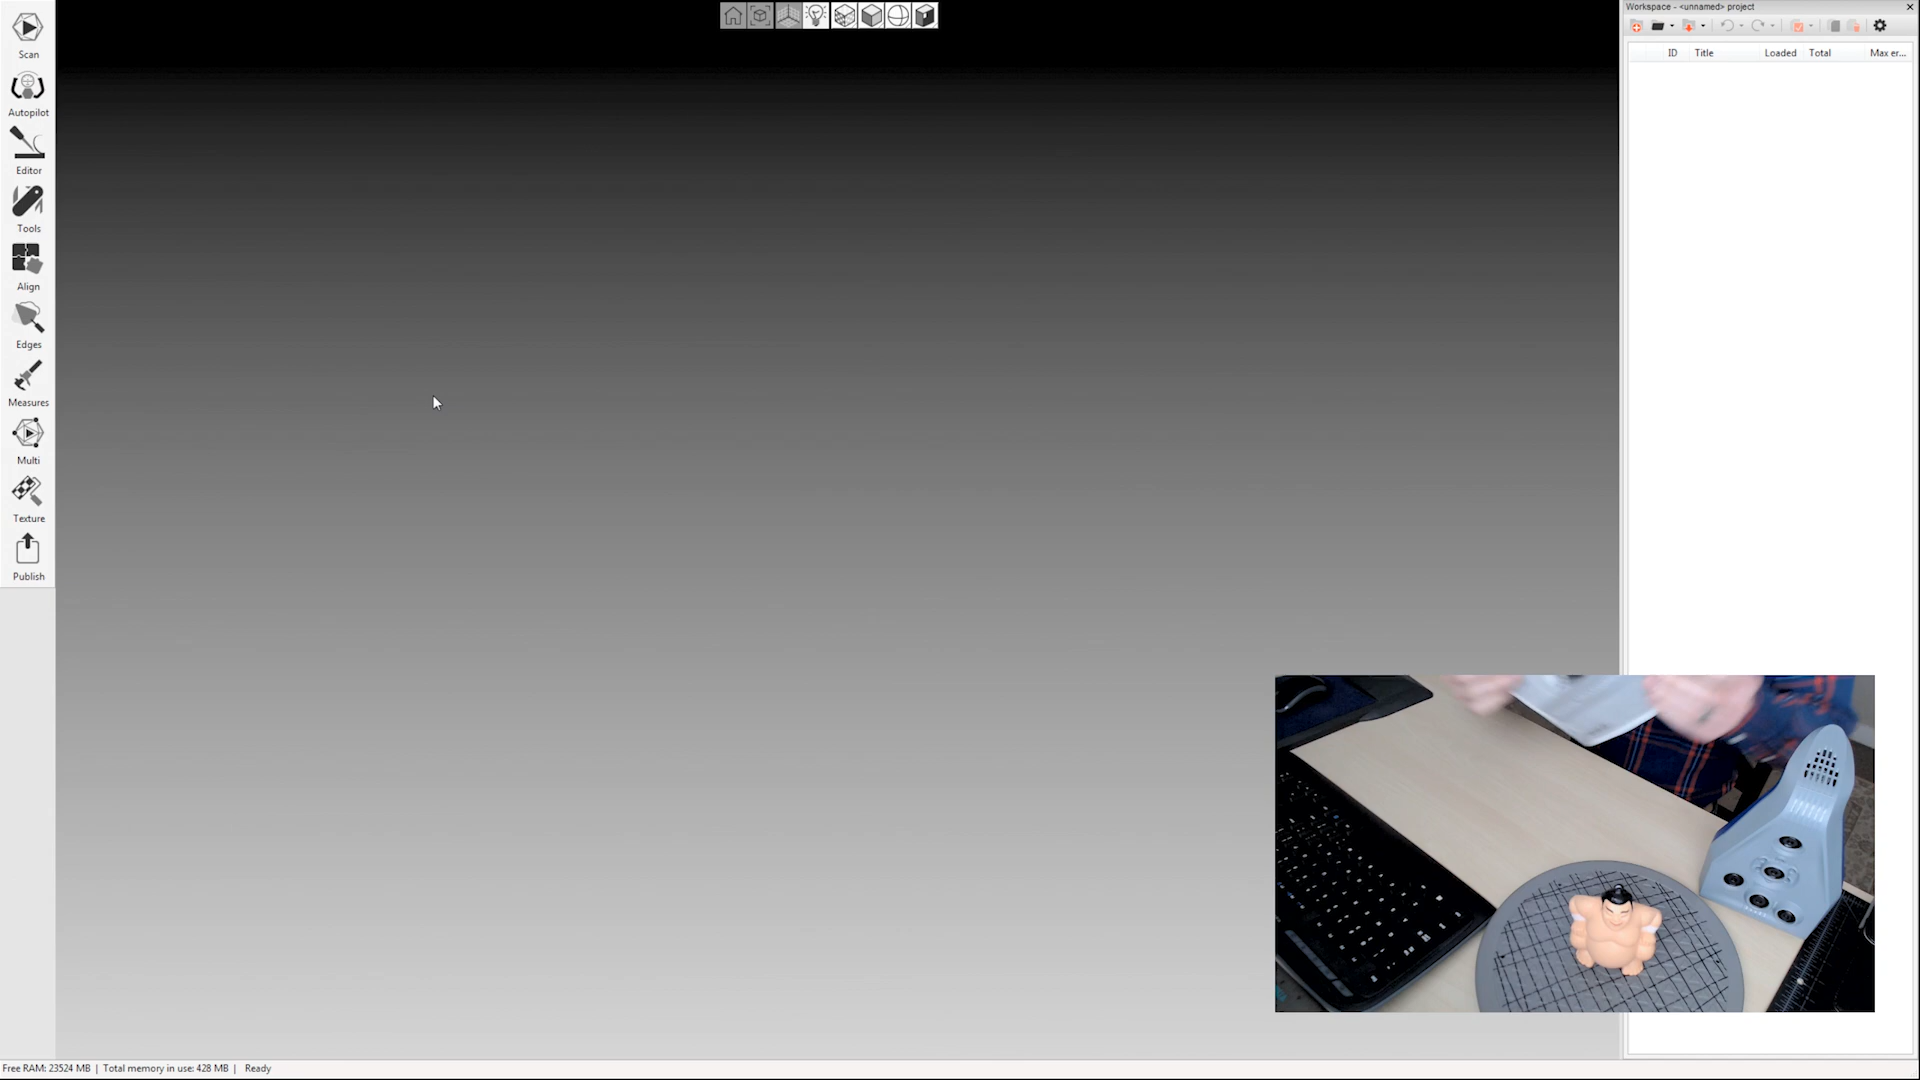 Workspace - <unnamed> project
ID Title Loaded Total Max er...
Scan
Autopilot
Editor
Tools
Align
Edges
Measures
Multi
Texture
Publish
Free RAM: 23524 MB | Total memory in use: 428 MB | Ready